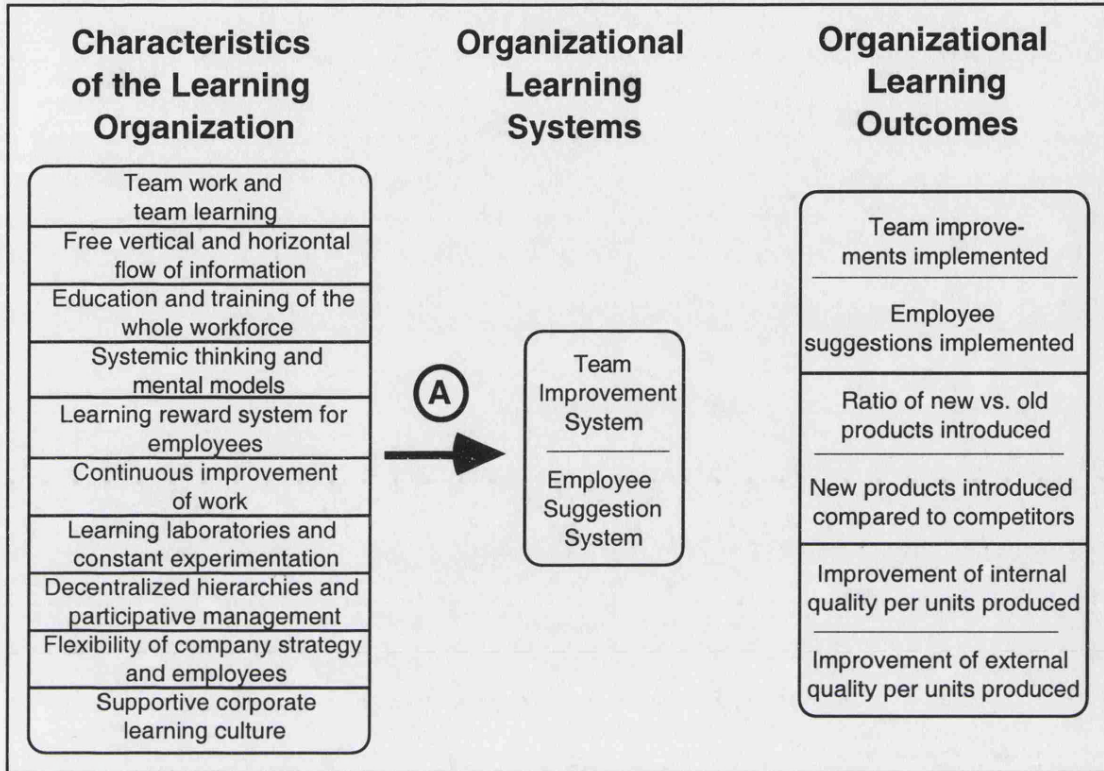 Characteristics
of the Learning
Organization
Team work and
team learning
Free vertical and horizontal
flow of information
Education and training of the
whole workforce
Systemic thinking and
mental models
Learning reward system for
employees
Continuous improvement
of work
Learning laboratories and
constant experimentation
Decentralized hierarchies and
participative management
Flexibility of company strategy
and employees
Supportive corporate
learning culture
A
Organizational
Learning
Systems
Team
Improvement
System
Employee
Suggestion
System
Organizational
Learning
Outcomes
Team improve-
ments implemented
Employee
suggestions implemented
Ratio of new vs. old
products introduced
New products introduced
compared to competitors
Improvement of internal
quality per units produced
Improvement of external
quality per units produced